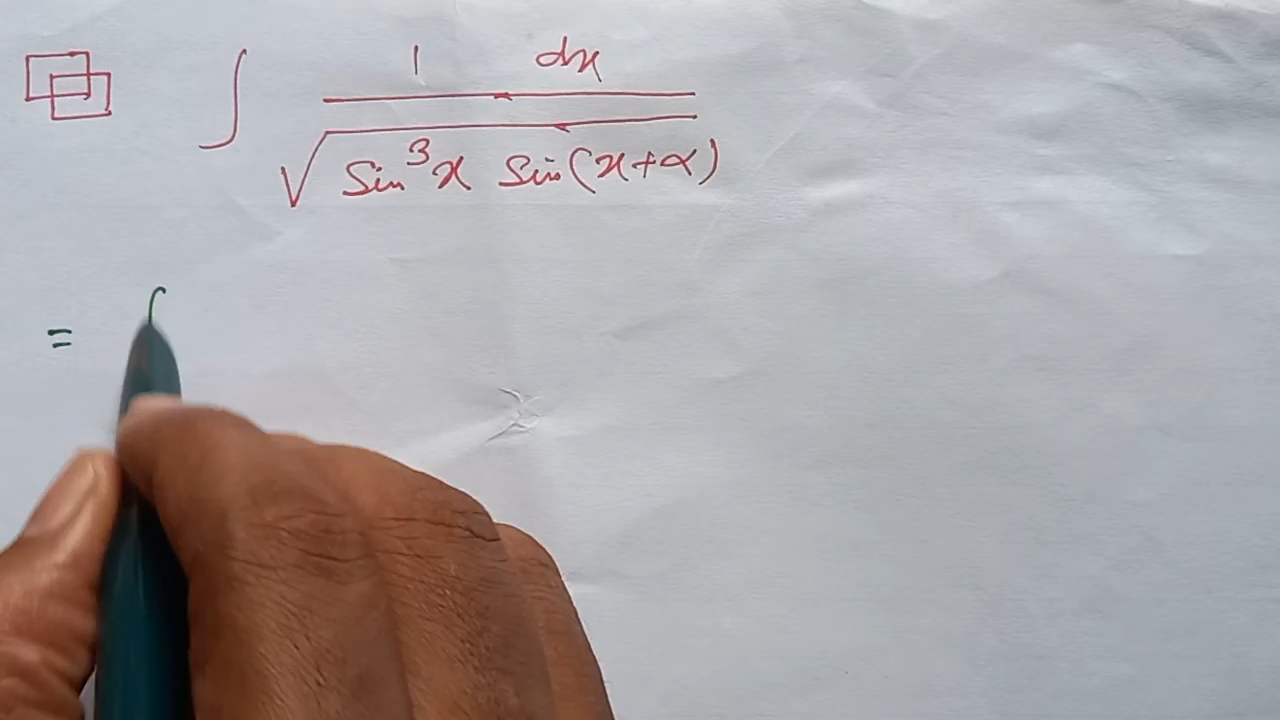 ∫ 1 dx / √(Sin³x Sin(x+α))
= ∫